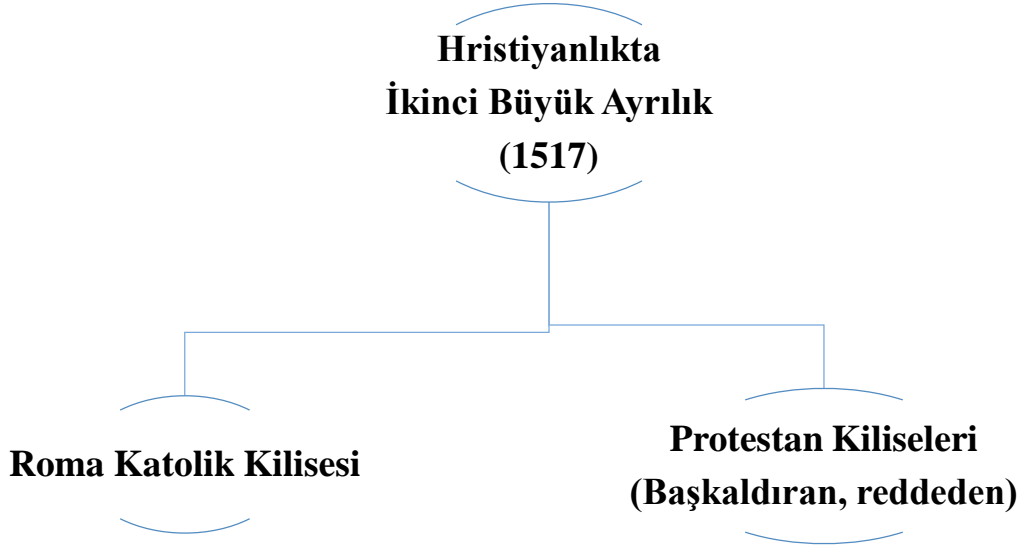 Hristiyanlıkta
İkinci Büyük Ayrılık
(1517)
Roma Katolik Kilisesi
Protestan Kiliseleri
(Başkaldıran, reddeden)